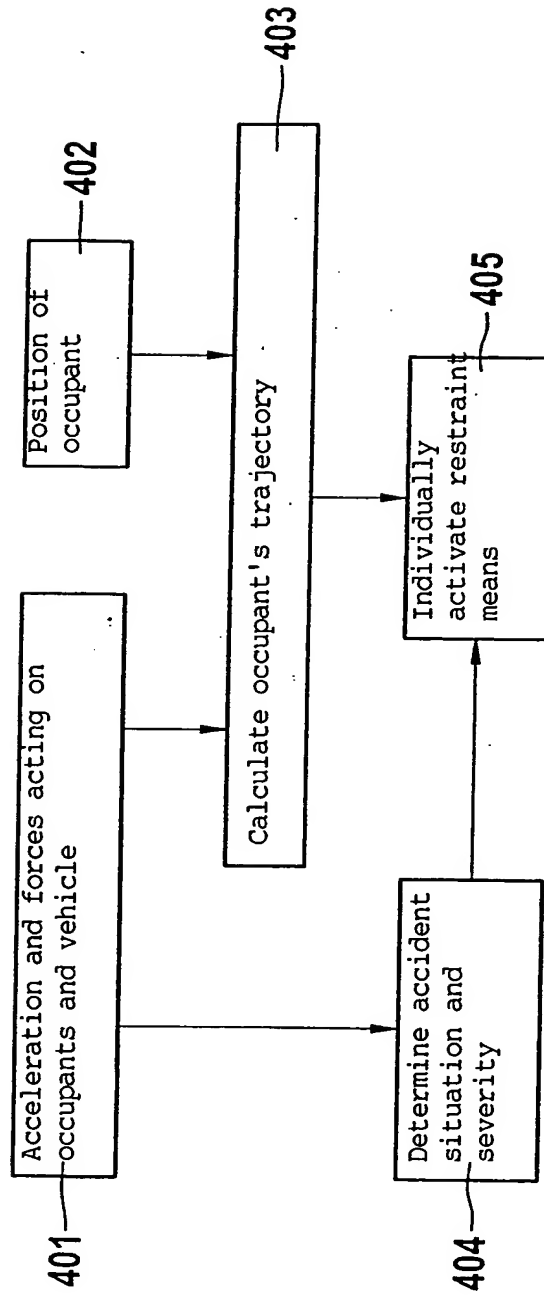 Acceleration and forces acting on
occupants and vehicle
401
Position of
occupant
402
Calculate occupant's trajectory
403
Determine accident
situation and
severity
404
Individually
activate restraint
means
405